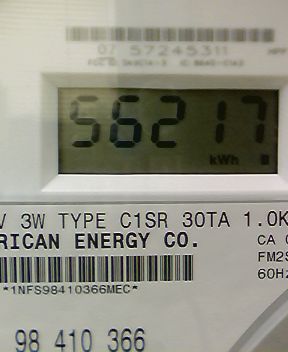 07 57245311
56217
kWh
V 3W TYPE C1SR 30TA 1.0K
RICAN ENERGY CO.
CA
FM2S
60Hz
*1NFS98410366MEC*
98 410 366